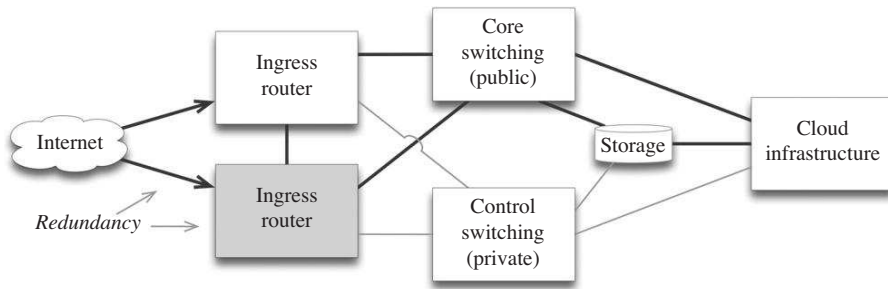 Internet
Redundancy
Ingress
router
Ingress
router
Core
switching
(public)
Control
switching
(private)
Storage
Cloud
infrastructure